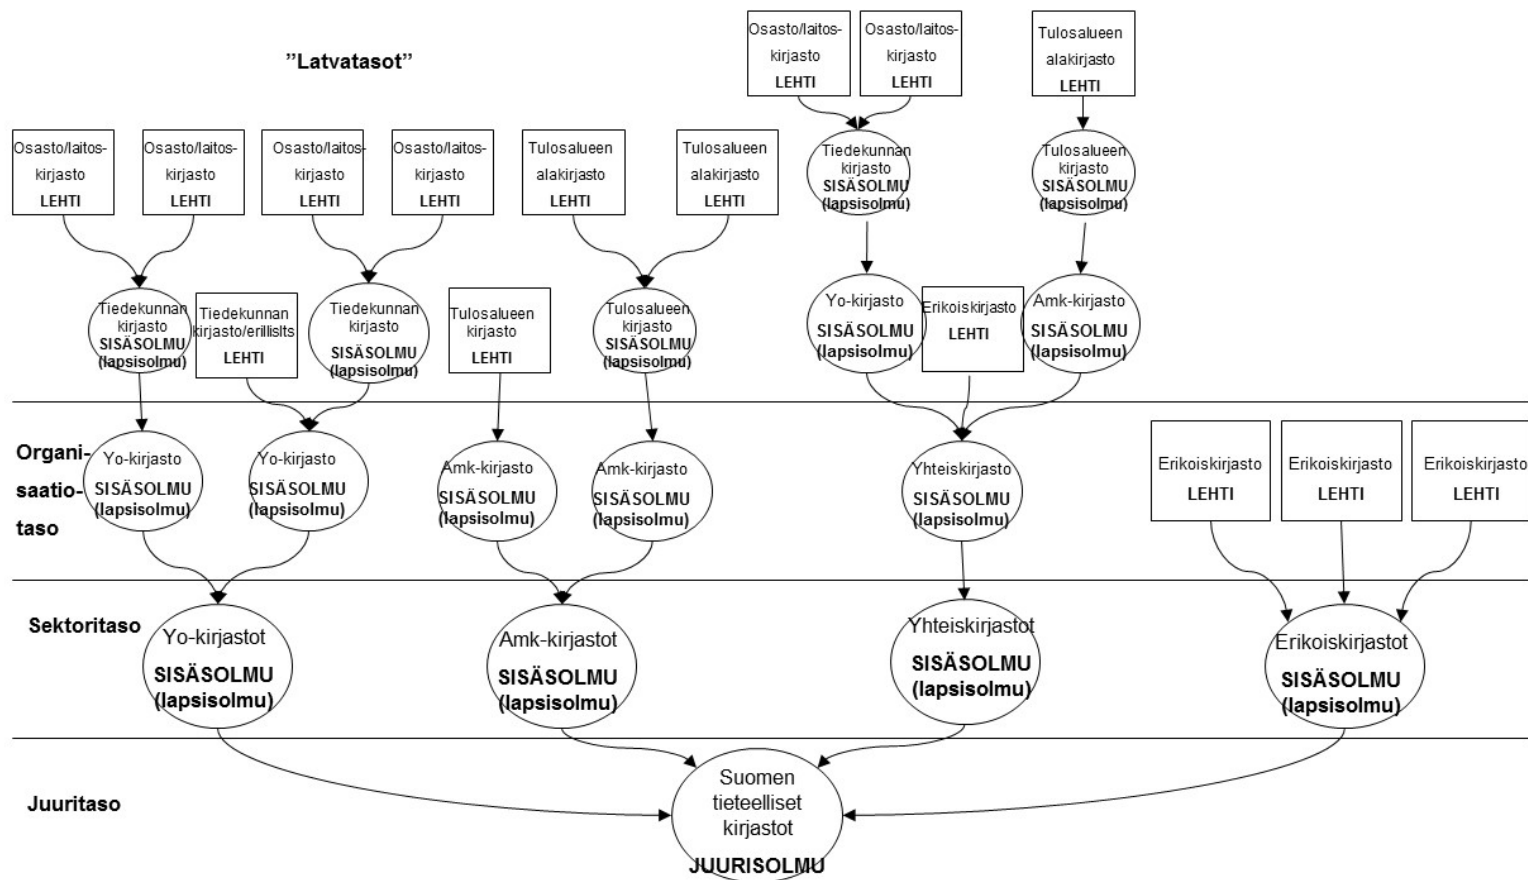 ”Latvatasot”
Osasto/laitos-
kirjasto
LEHTI
Osasto/laitos-
kirjasto
LEHTI
Tulosalueen
alakirjasto
LEHTI
Osasto/laitos-
kirjasto
LEHTI
Osasto/laitos-
kirjasto
LEHTI
Osasto/laitos-
kirjasto
LEHTI
Osasto/laitos-
kirjasto
LEHTI
Tulosalueen
alakirjasto
LEHTI
Tulosalueen
alakirjasto
LEHTI
Tiedekunnan
kirjasto
SISÄSOLMU
(lapsisolmu)
Tulosalueen
kirjasto
SISÄSOLMU
(lapsisolmu)
Tiedekunnan
kirjasto
SISÄSOLMU
(lapsisolmu)
Tiedekunnan
kirjasto/erillislts
LEHTI
Tiedekunnan
kirjasto
SISÄSOLMU
(lapsisolmu)
Tulosalueen
kirjasto
LEHTI
Tulosalueen
kirjasto
SISÄSOLMU
(lapsisolmu)
Yo-kirjasto
SISÄSOLMU
(lapsisolmu)
Erikoiskirjasto
LEHTI
Amk-kirjasto
SISÄSOLMU
(lapsisolmu)
Organi-
saatio-
taso
Yo-kirjasto
SISÄSOLMU
(lapsisolmu)
Yo-kirjasto
SISÄSOLMU
(lapsisolmu)
Amk-kirjasto
SISÄSOLMU
(lapsisolmu)
Amk-kirjasto
SISÄSOLMU
(lapsisolmu)
Yhteiskirjasto
SISÄSOLMU
(lapsisolmu)
Erikoiskirjasto
LEHTI
Erikoiskirjasto
LEHTI
Erikoiskirjasto
LEHTI
Sektoritaso
Yo-kirjastot
SISÄSOLMU
(lapsisolmu)
Amk-kirjastot
SISÄSOLMU
(lapsisolmu)
Yhteiskirjastot
SISÄSOLMU
(lapsisolmu)
Erikoiskirjastot
SISÄSOLMU
(lapsisolmu)
Juuritaso
Suomen
tieteelliset
kirjastot
JUURISOLMU